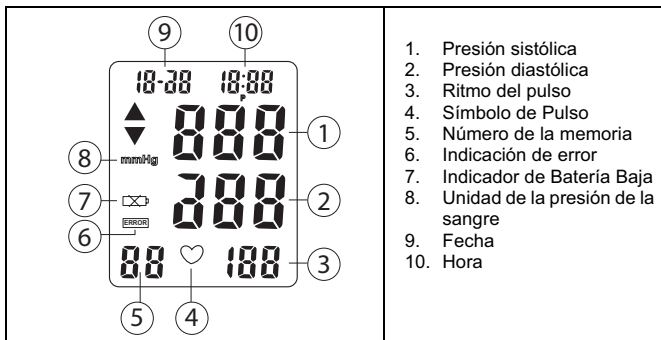 9 10
18-28 18:88
P
888 1
8 mmHg
7 288 2
6 ERROR
88 188 3
5 4
1. Presión sistólica
2. Presión diastólica
3. Ritmo del pulso
4. Símbolo de Pulso
5. Número de la memoria
6. Indicación de error
7. Indicador de Batería Baja
8. Unidad de la presión de la
sangre
9. Fecha
10. Hora